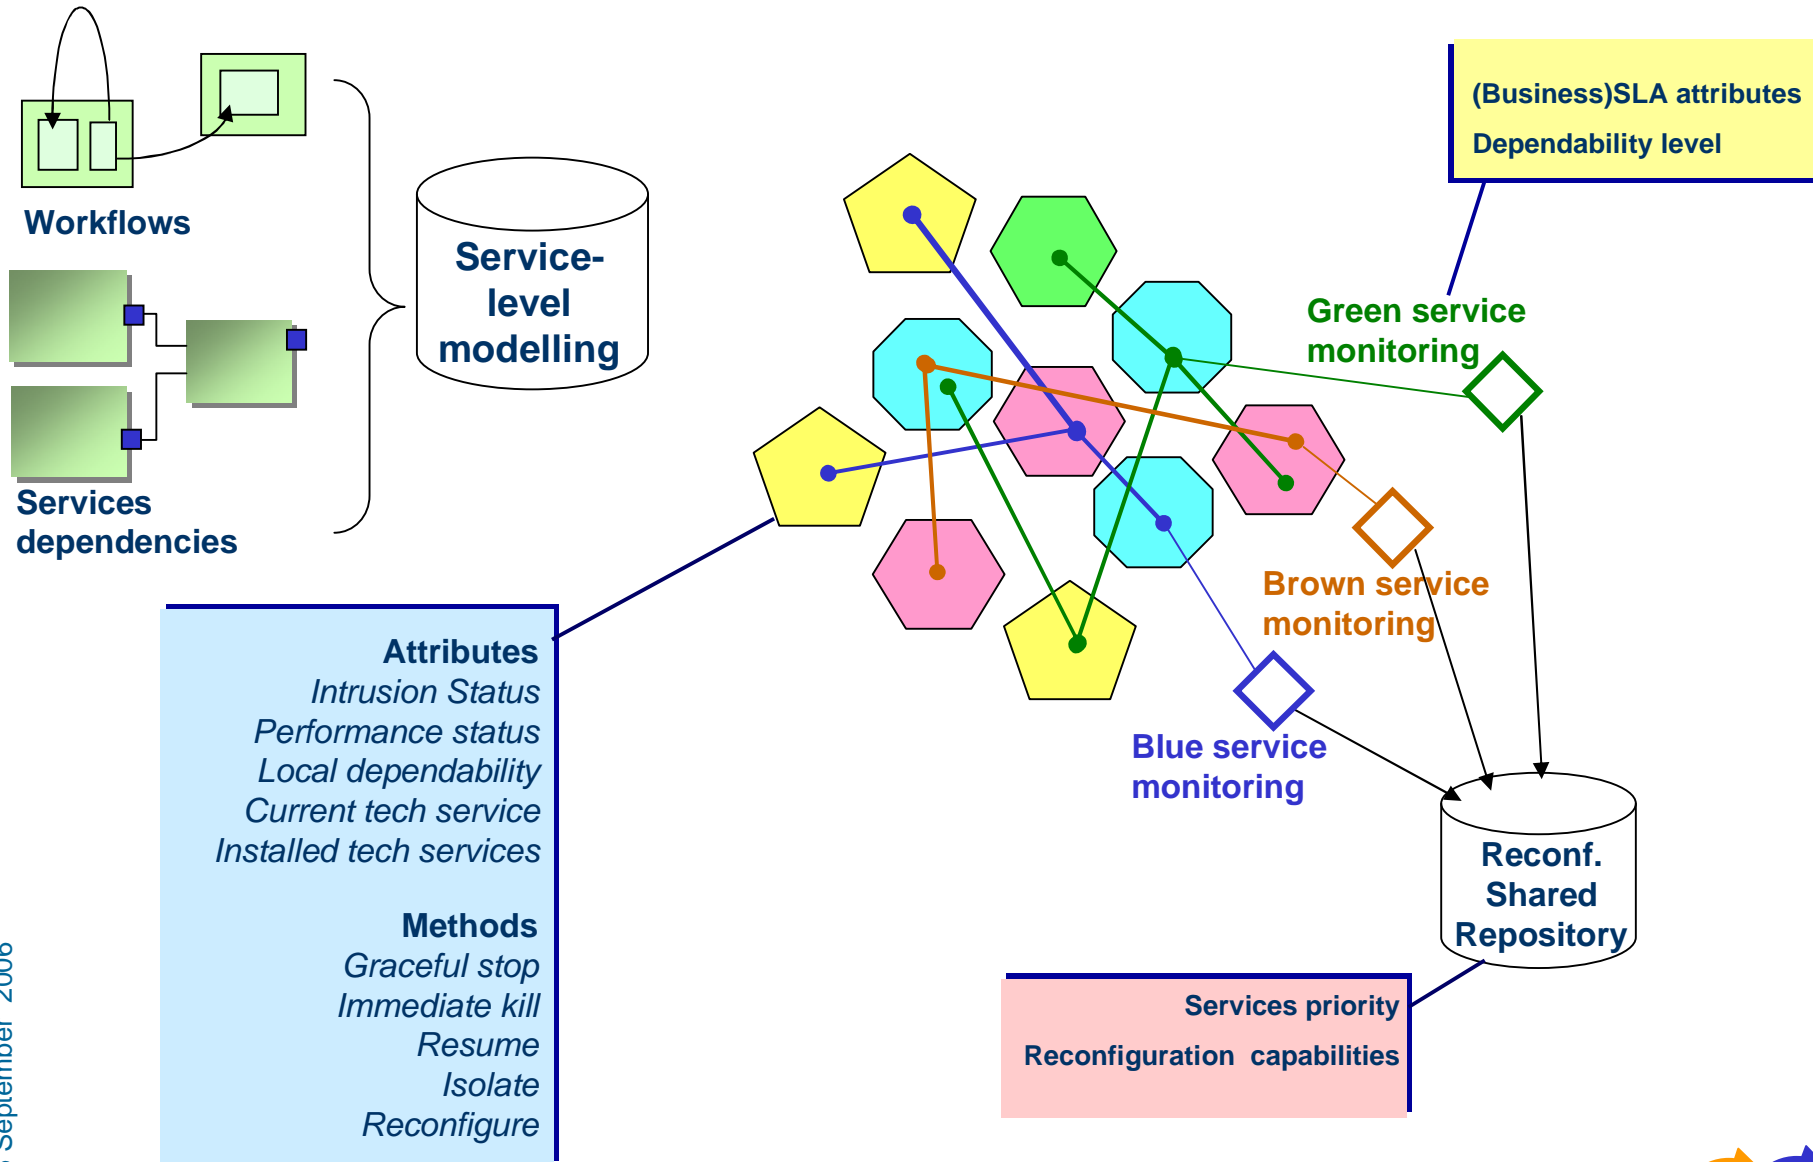 Workflows
Services
dependencies
Service-
level
modelling
(Business)SLA attributes
Dependability level
Green service
monitoring
Brown service
monitoring
Blue service
monitoring
Attributes
Intrusion Status
Performance status
Local dependability
Current tech service
Installed tech services
Methods
Graceful stop
Immediate kill
Resume
Isolate
Reconfigure
Reconf.
Shared
Repository
Services priority
Reconfiguration capabilities
September 2006